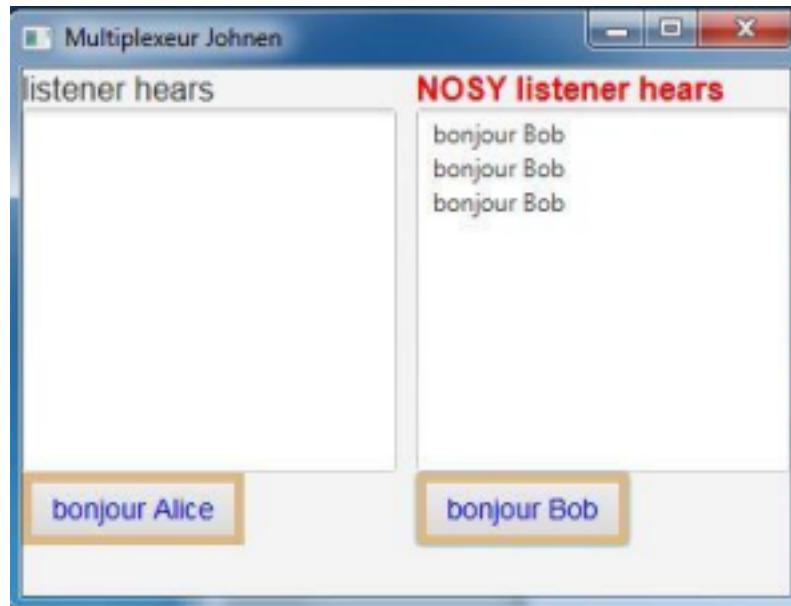 Multiplexeur Johnen
listener hears
NOSY listener hears
bonjour Bob
bonjour Bob
bonjour Bob
bonjour Alice
bonjour Bob